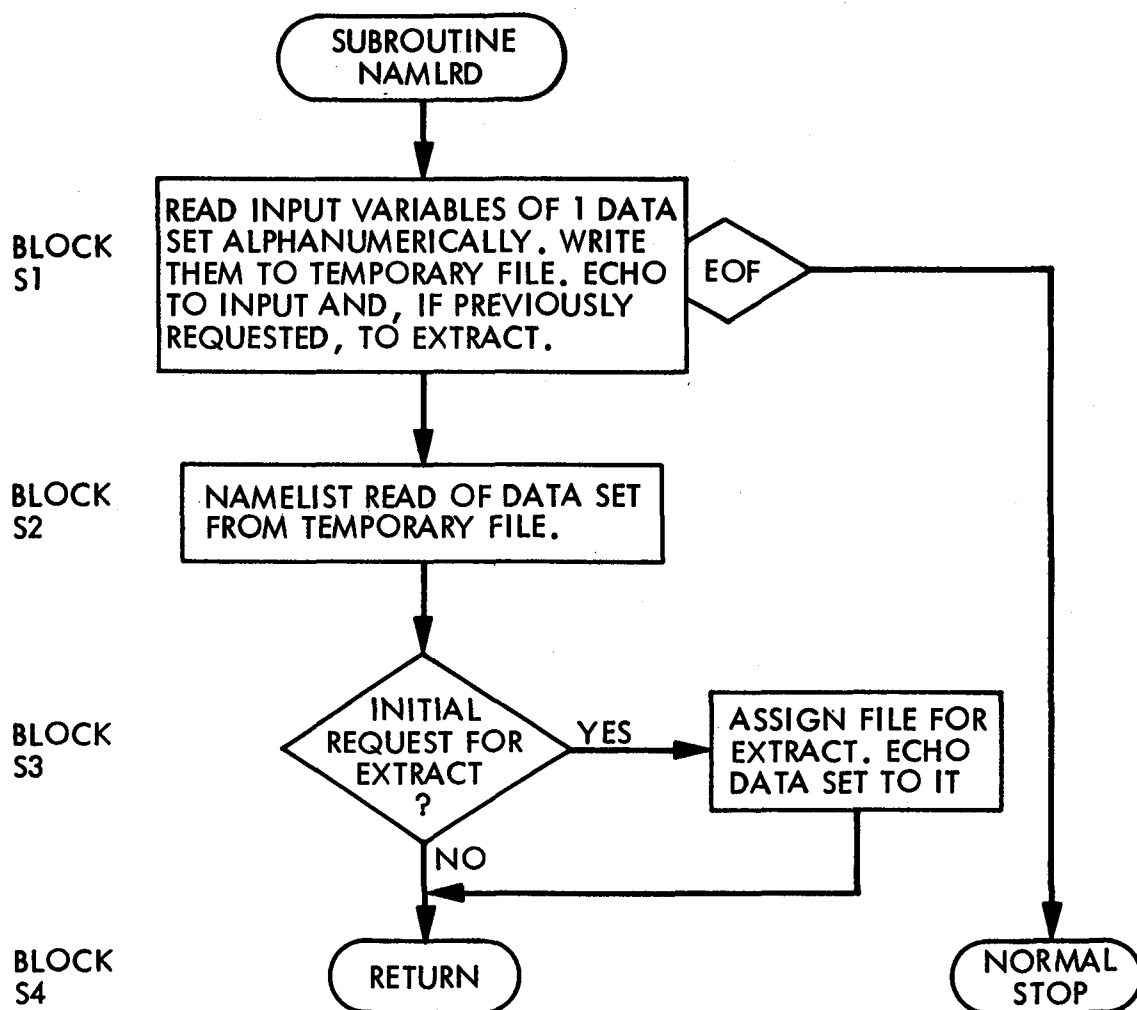 SUBROUTINE
NAMLRD
BLOCK
S1
READ INPUT VARIABLES OF 1 DATA
SET ALPHANUMERICALLY. WRITE
THEM TO TEMPORARY FILE. ECHO
TO INPUT AND, IF PREVIOUSLY
REQUESTED, TO EXTRACT.
EOF
BLOCK
S2
NAMELIST READ OF DATA SET
FROM TEMPORARY FILE.
BLOCK
S3
INITIAL
REQUEST FOR
EXTRACT
?
YES
ASSIGN FILE FOR
EXTRACT. ECHO
DATA SET TO IT
NO
BLOCK
S4
RETURN
NORMAL
STOP